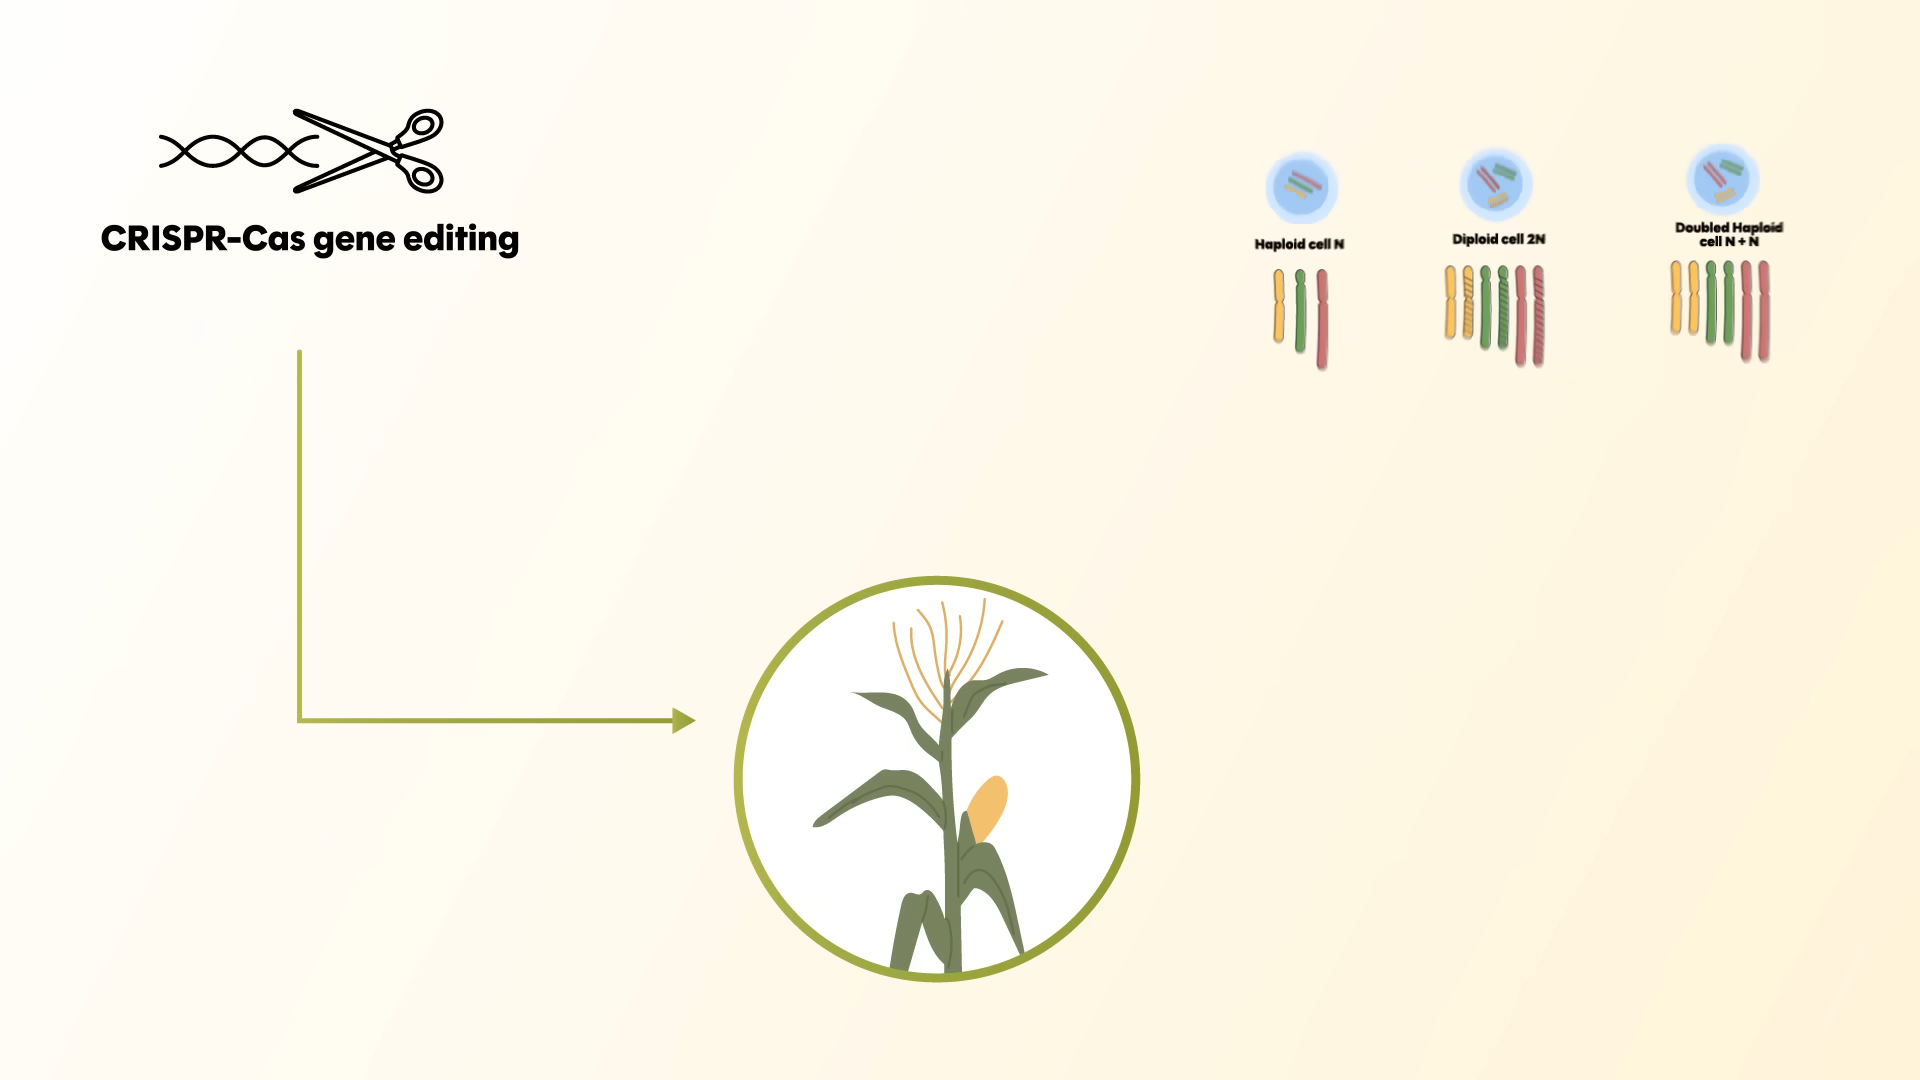 CRISPR-Cas gene editing
Haploid cell N
Diploid cell 2N
Doubled Haploid
cell N + N